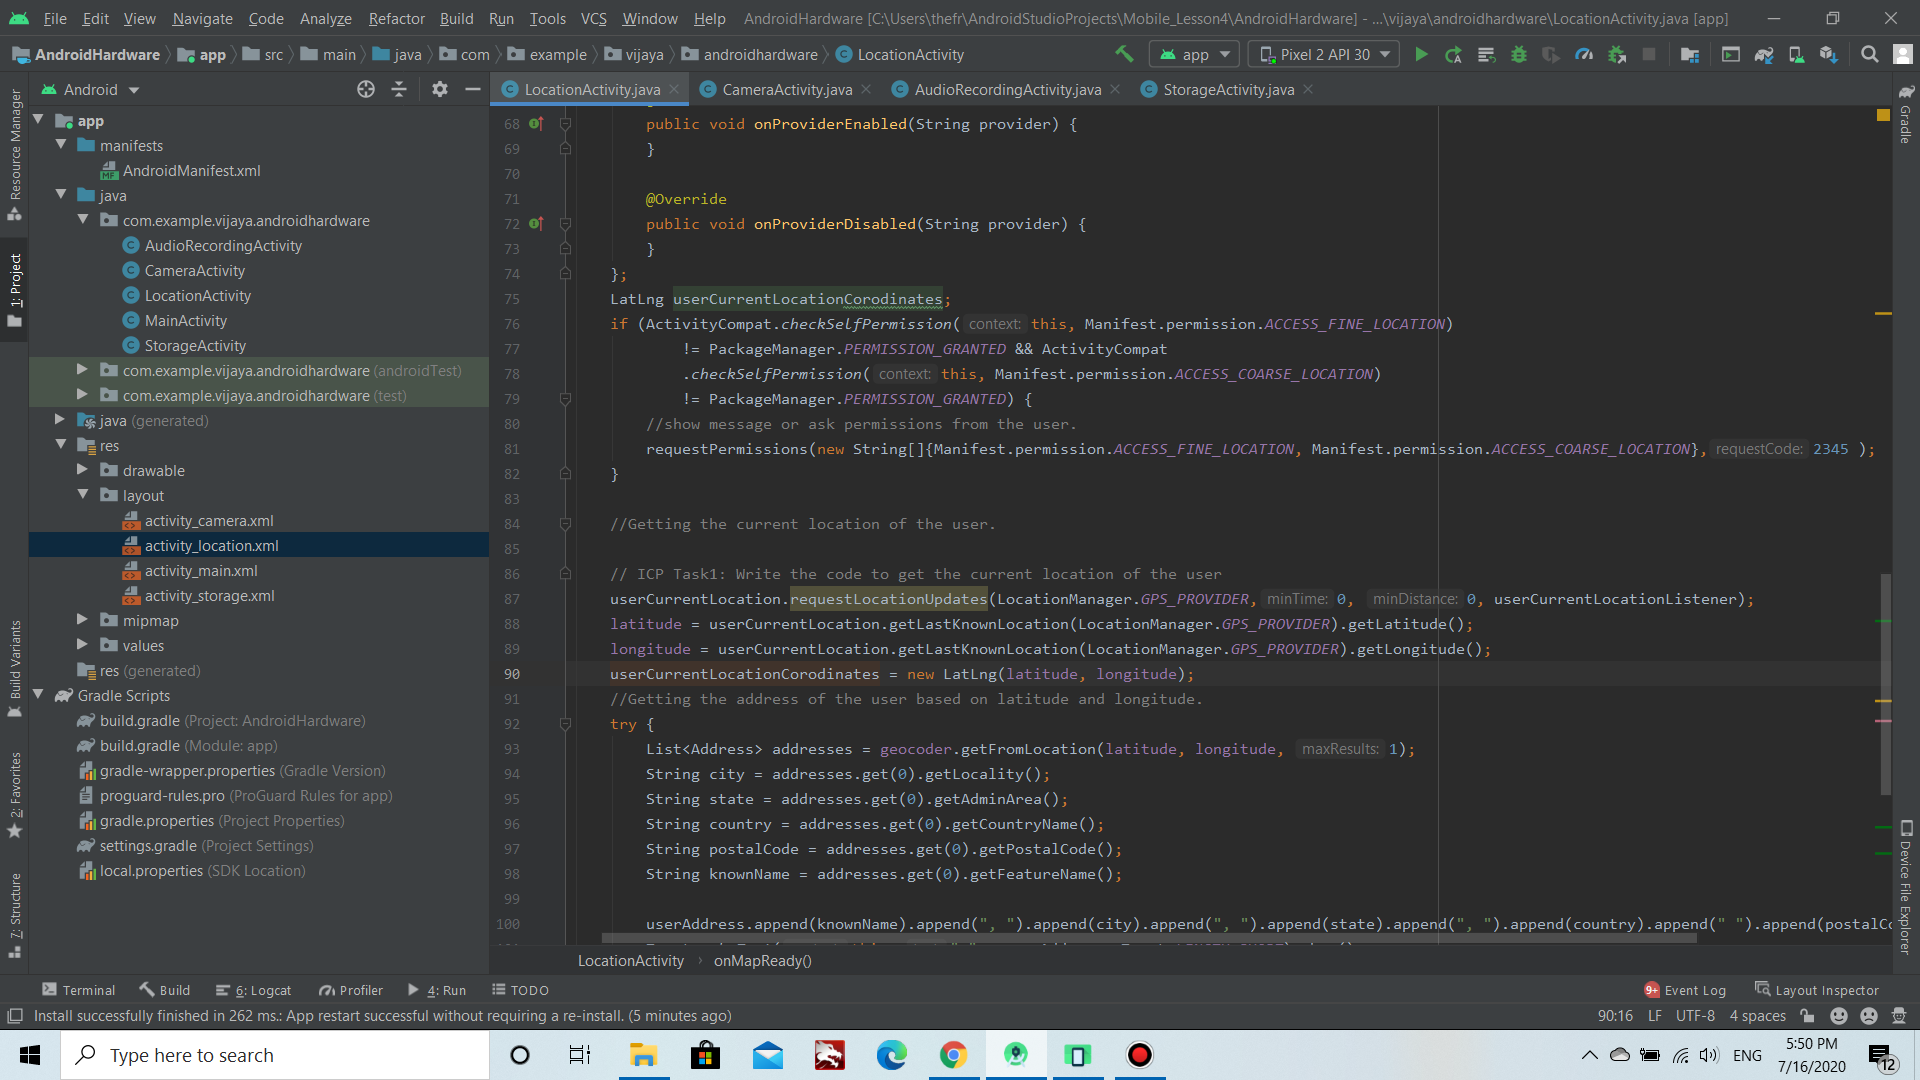 File Edit View Navigate Code Analyze Refactor Build Run Tools VCS Window Help AndroidHardware [C:\Users\thefr\AndroidStudioProjects\Mobile_Lesson4\AndroidHardware] - ...\vijaya\androidhardware\LocationActivity.java [app]
AndroidHardware app src main java com example vijaya androidhardware LocationActivity app Pixel 2 API 30
Android
LocationActivity.java CameraActivity.java AudioRecordingActivity.java StorageActivity.java
Resource Manager
1: Project
Build Variants
2: Favorites
7: Structure
app
manifests
AndroidManifest.xml
java
com.example.vijaya.androidhardware
AudioRecordingActivity
CameraActivity
LocationActivity
MainActivity
StorageActivity
com.example.vijaya.androidhardware (androidTest)
com.example.vijaya.androidhardware (test)
java (generated)
res
drawable
layout
activity_camera.xml
activity_location.xml
activity_main.xml
activity_storage.xml
mipmap
values
res (generated)
Gradle Scripts
build.gradle (Project: AndroidHardware)
build.gradle (Module: app)
gradle-wrapper.properties (Gradle Version)
proguard-rules.pro (ProGuard Rules for app)
gradle.properties (Project Properties)
settings.gradle (Project Settings)
local.properties (SDK Location)
68 public void onProviderEnabled(String provider) {
69 }
70
71 @Override
72 public void onProviderDisabled(String provider) {
73 }
74 };
75 LatLng userCurrentLocationCorodinates;
76 if (ActivityCompat.checkSelfPermission( context: this, Manifest.permission.ACCESS_FINE_LOCATION)
77 != PackageManager.PERMISSION_GRANTED && ActivityCompat
78 .checkSelfPermission( context: this, Manifest.permission.ACCESS_COARSE_LOCATION)
79 != PackageManager.PERMISSION_GRANTED) {
80 //show message or ask permissions from the user.
81 requestPermissions(new String[]{Manifest.permission.ACCESS_FINE_LOCATION, Manifest.permission.ACCESS_COARSE_LOCATION}, requestCode: 2345 );
82 }
83
84 //Getting the current location of the user.
85
86 // ICP Task1: Write the code to get the current location of the user
87 userCurrentLocation.requestLocationUpdates(LocationManager.GPS_PROVIDER, minTime: 0, minDistance: 0, userCurrentLocationListener);
88 latitude = userCurrentLocation.getLastKnownLocation(LocationManager.GPS_PROVIDER).getLatitude();
89 longitude = userCurrentLocation.getLastKnownLocation(LocationManager.GPS_PROVIDER).getLongitude();
90 userCurrentLocationCorodinates = new LatLng(latitude, longitude);
91 //Getting the address of the user based on latitude and longitude.
92 try {
93 List<Address> addresses = geocoder.getFromLocation(latitude, longitude, maxResults: 1);
94 String city = addresses.get(0).getLocality();
95 String state = addresses.get(0).getAdminArea();
96 String country = addresses.get(0).getCountryName();
97 String postalCode = addresses.get(0).getPostalCode();
98 String knownName = addresses.get(0).getFeatureName();
99
100 userAddress.append(knownName).append(", ").append(city).append(", ").append(state).append(", ").append(country).append(" ").append(postalCo
LocationActivity onMapReady()
Gradle
Device File Explorer
Terminal Build 6: Logcat Profiler 4: Run TODO 9+ Event Log Layout Inspector
Install successfully finished in 262 ms.: App restart successful without requiring a re-install. (5 minutes ago) 90:16 LF UTF-8 4 spaces
Type here to search ENG 5:50 PM
7/16/2020 12